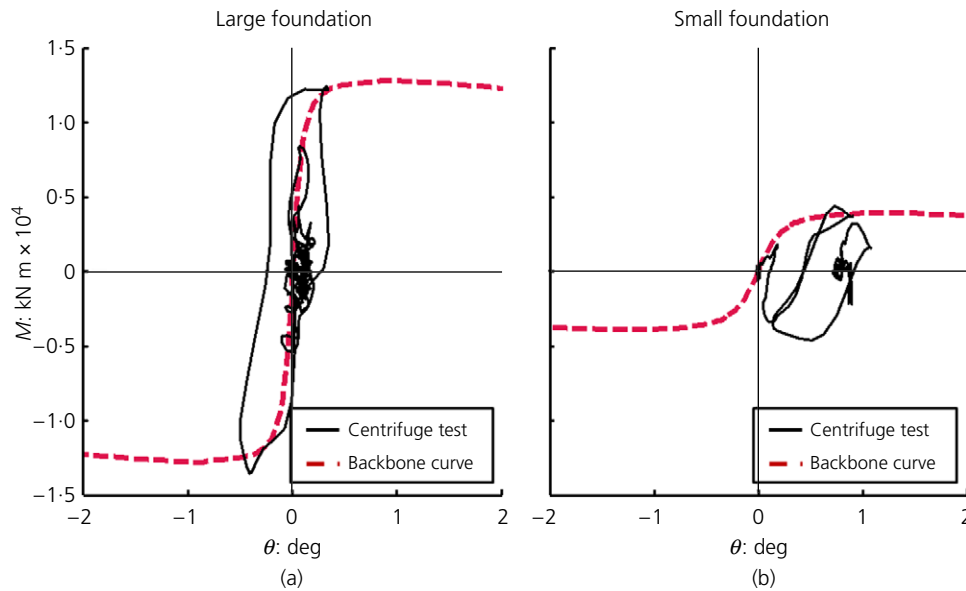 Large foundation
Small foundation
1·5
1·0
0·5
0
−0·5
−1·0
−1·5
M: kN m × 10⁴
Centrifuge test
Backbone curve
Centrifuge test
Backbone curve
−2 −1 0 1 2
−2 −1 0 1 2
θ: deg
θ: deg
(a)
(b)